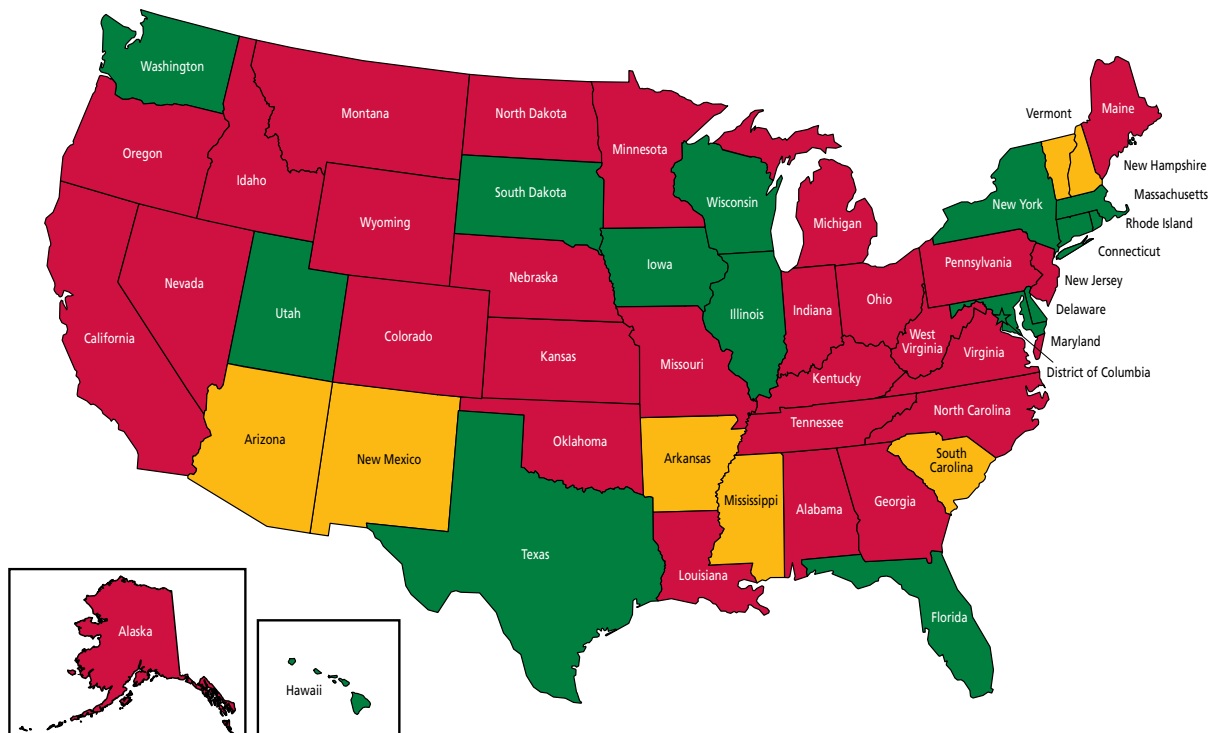 Washington
Montana
North Dakota
Minnesota
Vermont
Maine
Oregon
Idaho
South Dakota
Wisconsin
New Hampshire
Massachusetts
New York
Rhode Island
Wyoming
Michigan
Connecticut
Nevada
Nebraska
Iowa
Pennsylvania
New Jersey
Utah
Colorado
Illinois
Indiana
Ohio
Delaware
California
Kansas
Missouri
West
Virginia
Virginia
Maryland
Kentucky
District of Columbia
Arizona
New Mexico
Oklahoma
Arkansas
Tennessee
North Carolina
South
Carolina
Mississippi
Alabama
Georgia
Texas
Louisiana
Florida
Alaska
Hawaii